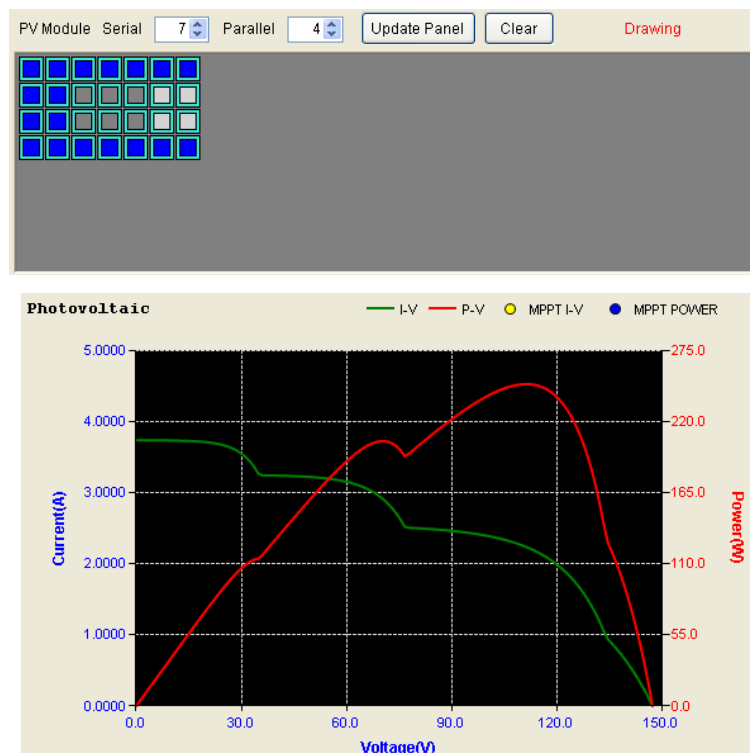 PV Module Serial 7 Parallel 4 Update Panel Clear Drawing
Photovoltaic I-V P-V MPPT I-V MPPT POWER
5.0000 275.0
4.0000 220.0
3.0000 165.0
2.0000 110.0
1.0000 55.0
0.0000 0.0
Current(A)
Power(W)
0.0 30.0 60.0 90.0 120.0 150.0
Voltage(V)